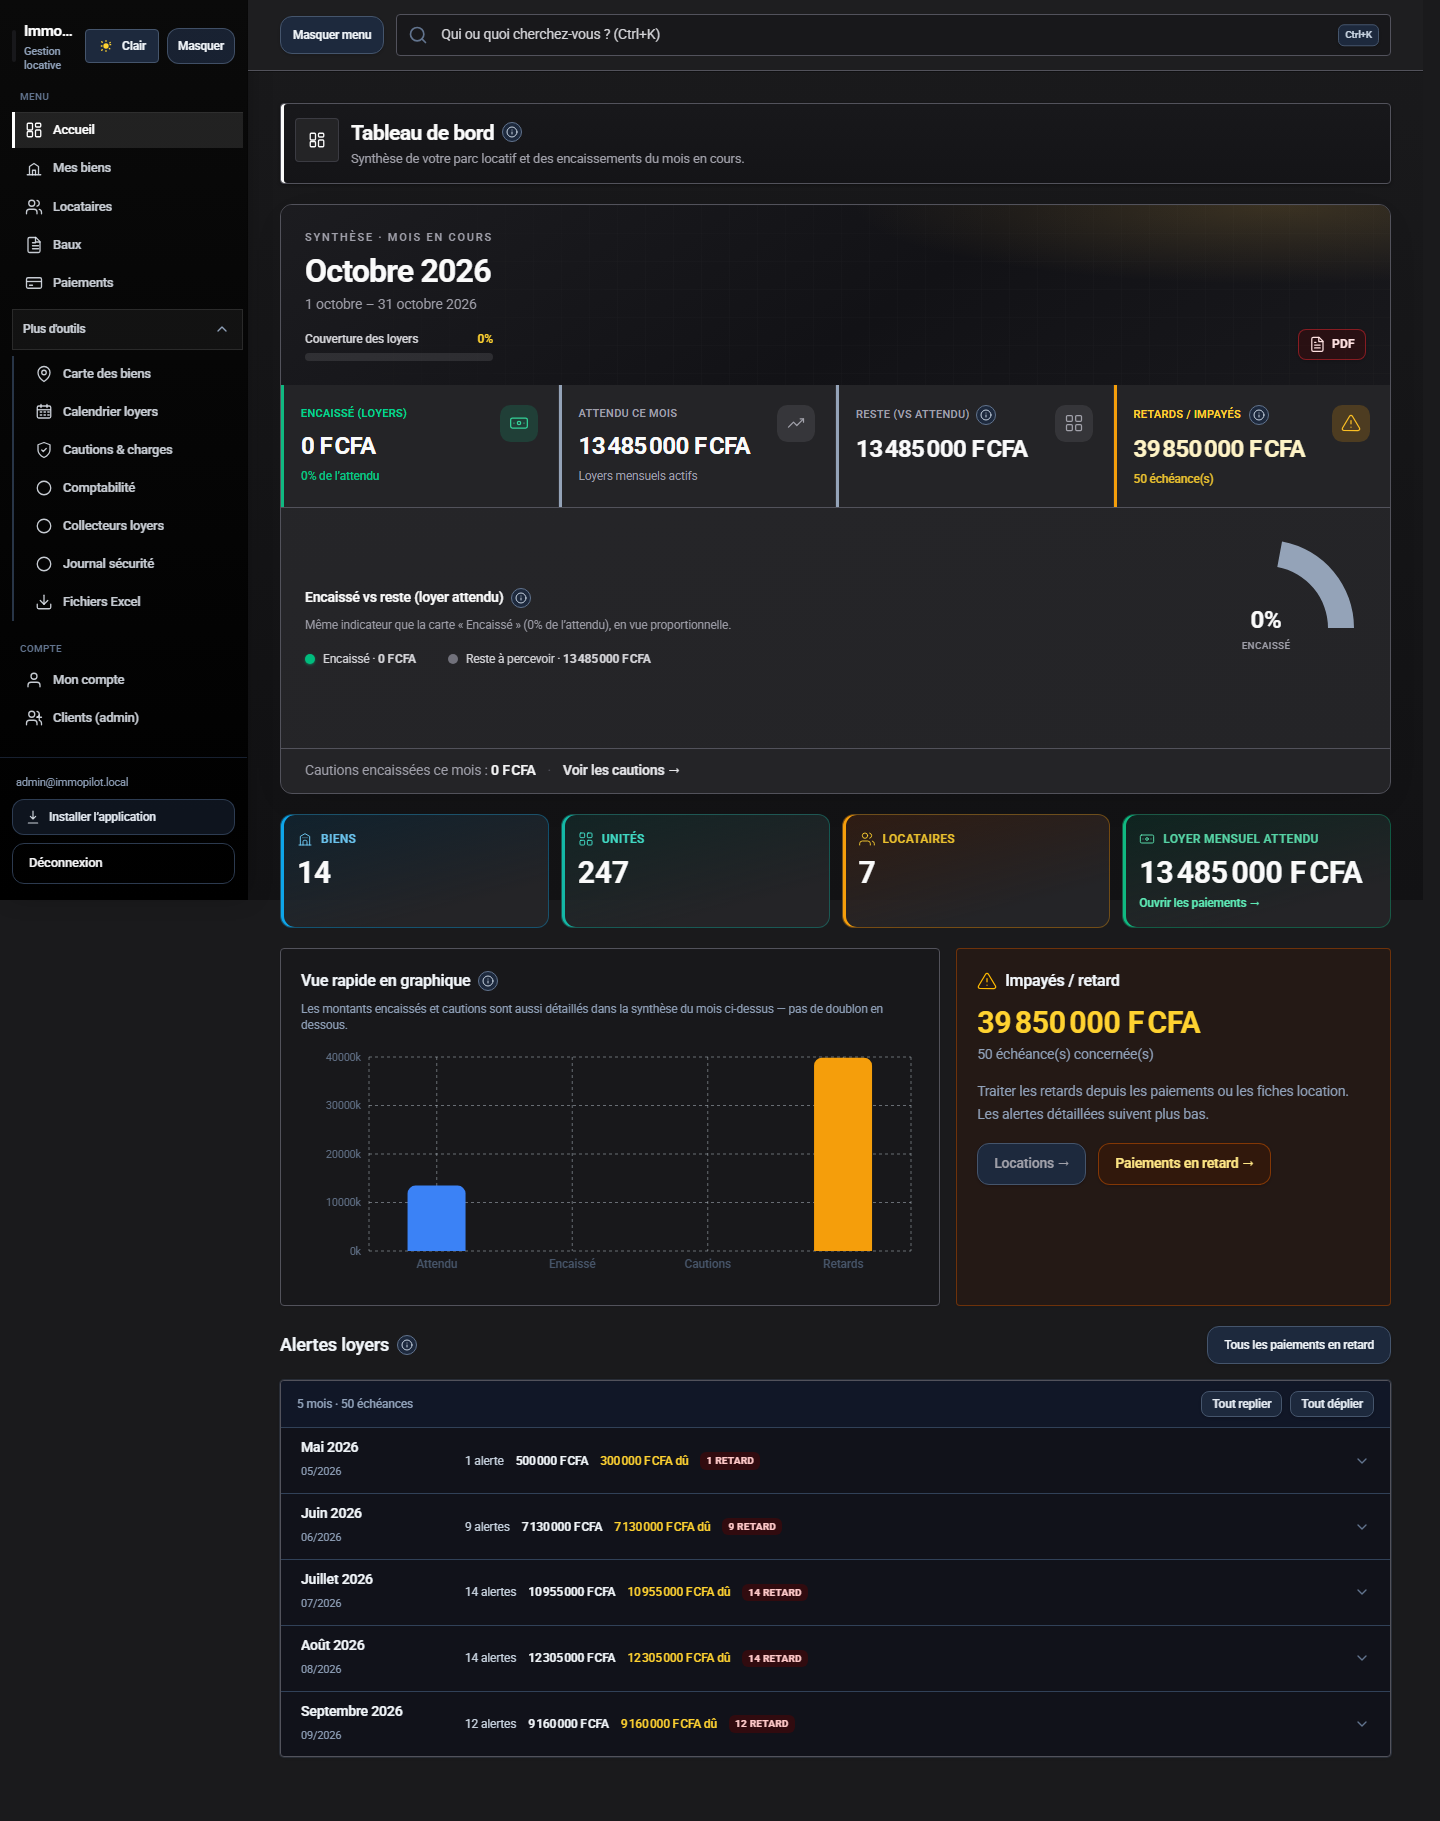 Immo...
Gestion
locative
Clair
Masquer
MENU
Accueil
Mes biens
Locataires
Baux
Paiements
Plus d'outils
Carte des biens
Calendrier loyers
Cautions & charges
Comptabilité
Collecteurs loyers
Journal sécurité
Fichiers Excel
COMPTE
Mon compte
Clients (admin)
admin@immopilot.local
Installer l'application
Déconnexion
Masquer menu
Qui ou quoi cherchez-vous ? (Ctrl+K)
Ctrl+K
Tableau de bord
Synthèse de votre parc locatif et des encaissements du mois en cours.
SYNTHÈSE · MOIS EN COURS
Octobre 2026
1 octobre – 31 octobre 2026
Couverture des loyers 0%
PDF
ENCAISSÉ (LOYERS)
0 FCFA
0% de l'attendu
ATTENDU CE MOIS
13 485 000 FCFA
Loyers mensuels actifs
RESTE (VS ATTENDU)
13 485 000 FCFA
RETARDS / IMPAYÉS
39 850 000 FCFA
50 échéance(s)
Encaissé vs reste (loyer attendu)
Même indicateur que la carte « Encaissé » (0% de l'attendu), en vue proportionnelle.
Encaissé · 0 FCFA
Reste à percevoir · 13 485 000 FCFA
0%
ENCAISSÉ
Cautions encaissées ce mois : 0 FCFA · Voir les cautions →
BIENS
14
UNITÉS
247
LOCATAIRES
7
LOYER MENSUEL ATTENDU
13 485 000 FCFA
Ouvrir les paiements →
Vue rapide en graphique
Les montants encaissés et cautions sont aussi détaillés dans la synthèse du mois ci-dessus — pas de doublon en
dessous.
40000k
30000k
20000k
10000k
0k
Attendu
Encaissé
Cautions
Retards
Impayés / retard
39 850 000 FCFA
50 échéance(s) concernée(s)
Traiter les retards depuis les paiements ou les fiches location.
Les alertes détaillées suivent plus bas.
Locations →
Paiements en retard →
Alertes loyers
Tous les paiements en retard
5 mois · 50 échéances
Tout replier
Tout déplier
Mai 2026
05/2026
1 alerte 500 000 FCFA 300 000 FCFA dû 1 RETARD
Juin 2026
06/2026
9 alertes 7 130 000 FCFA 7 130 000 FCFA dû 9 RETARD
Juillet 2026
07/2026
14 alertes 10 955 000 FCFA 10 955 000 FCFA dû 14 RETARD
Août 2026
08/2026
14 alertes 12 305 000 FCFA 12 305 000 FCFA dû 14 RETARD
Septembre 2026
09/2026
12 alertes 9 160 000 FCFA 9 160 000 FCFA dû 12 RETARD